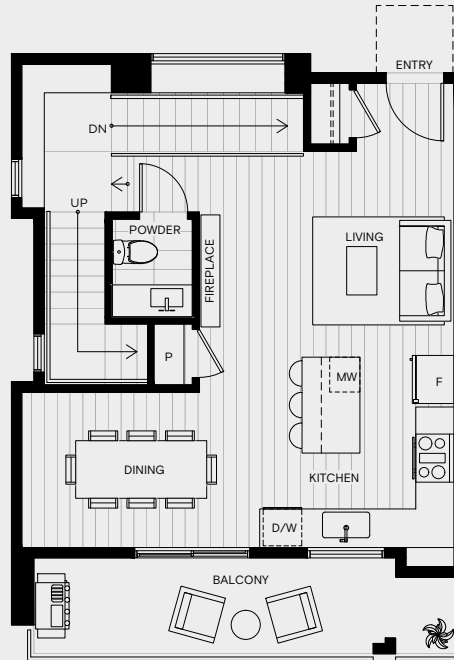 ENTRY
DN
UP
POWDER
LIVING
FIREPLACE
P
MW
F
DINING
KITCHEN
D/W
BALCONY